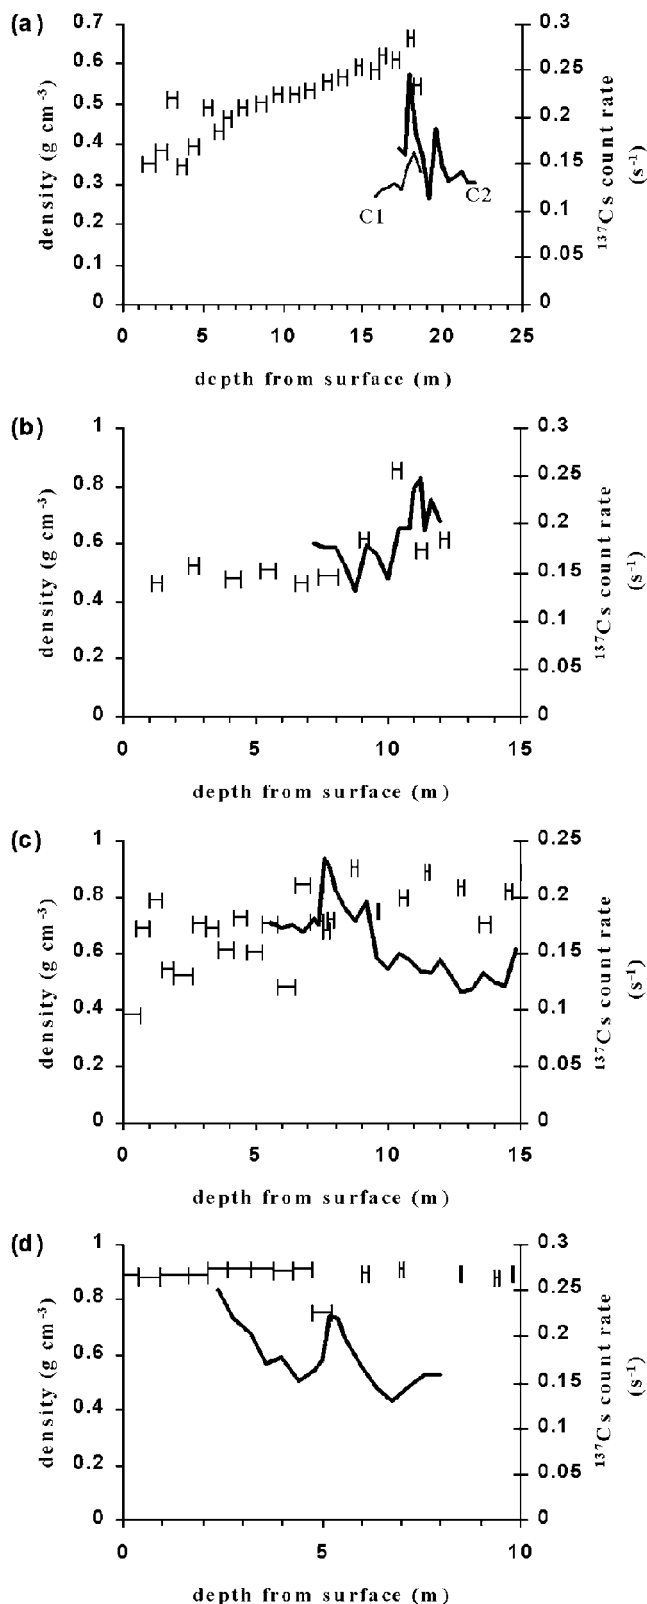 (a)
0.7
0.6
0.5
0.4
0.3
0.2
0.1
0
density (g cm⁻³)
0.3
0.25
0.2
0.15
0.1
0.05
0
¹³⁷Cs count rate
(s⁻¹)
C1
C2
0 5 10 15 20 25
depth from surface (m)
(b)
1
0.8
0.6
0.4
0.2
0
density (g cm⁻³)
0.3
0.25
0.2
0.15
0.1
0.05
0
¹³⁷Cs count rate
(s⁻¹)
0 5 10 15
depth from surface (m)
(c)
1
0.8
0.6
0.4
0.2
0
density (g cm⁻³)
0.25
0.2
0.15
0.1
0.05
0
¹³⁷Cs count rate
(s⁻¹)
0 5 10 15
depth from surface (m)
(d)
1
0.8
0.6
0.4
0.2
0
density (g cm⁻³)
0.3
0.25
0.2
0.15
0.1
0.05
0
¹³⁷Cs count rate
(s⁻¹)
0 5 10
depth from surface (m)